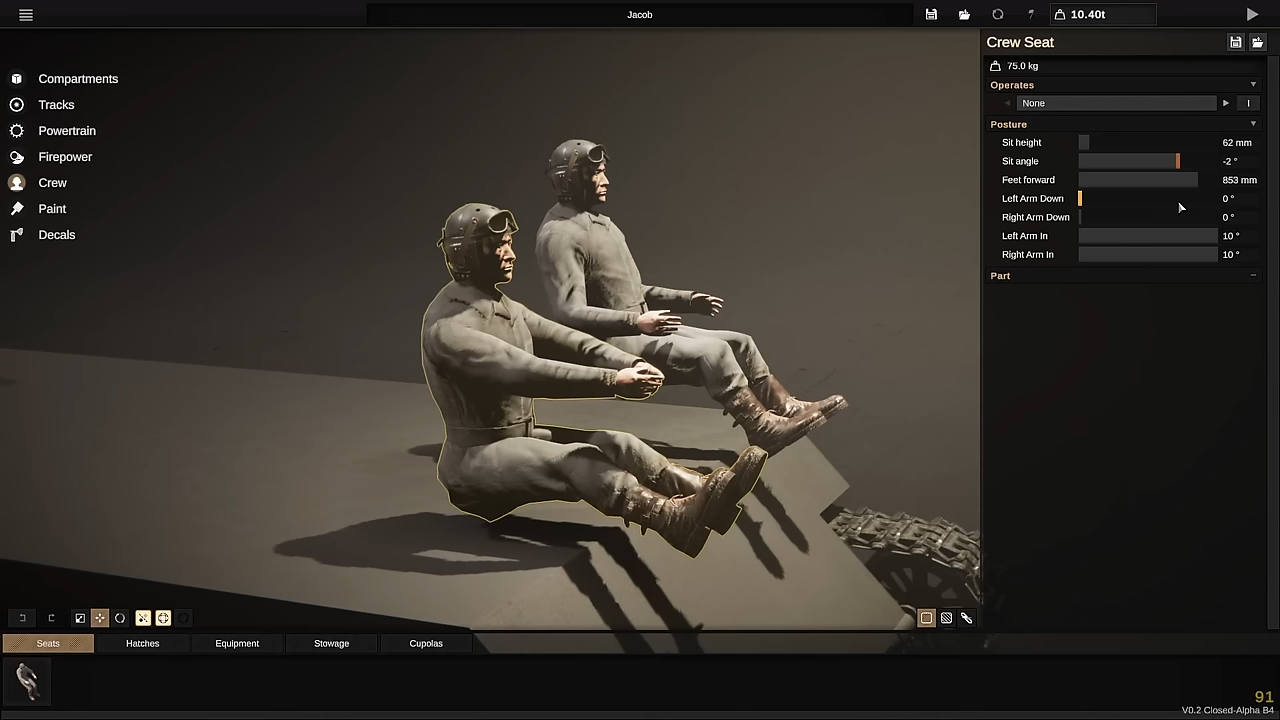 Jacob
10.40t
Crew Seat
75.0 kg
Compartments
Operates
None
I
Tracks
Posture
Powertrain
Sit height 62 mm
Firepower
Sit angle -2 °
Crew
Feet forward 853 mm
Left Arm Down 0 °
Paint
Right Arm Down 0 °
Decals
Left Arm In 10 °
Right Arm In 10 °
Part
Seats Hatches Equipment Stowage Cupolas
91
V0.2 Closed-Alpha B4